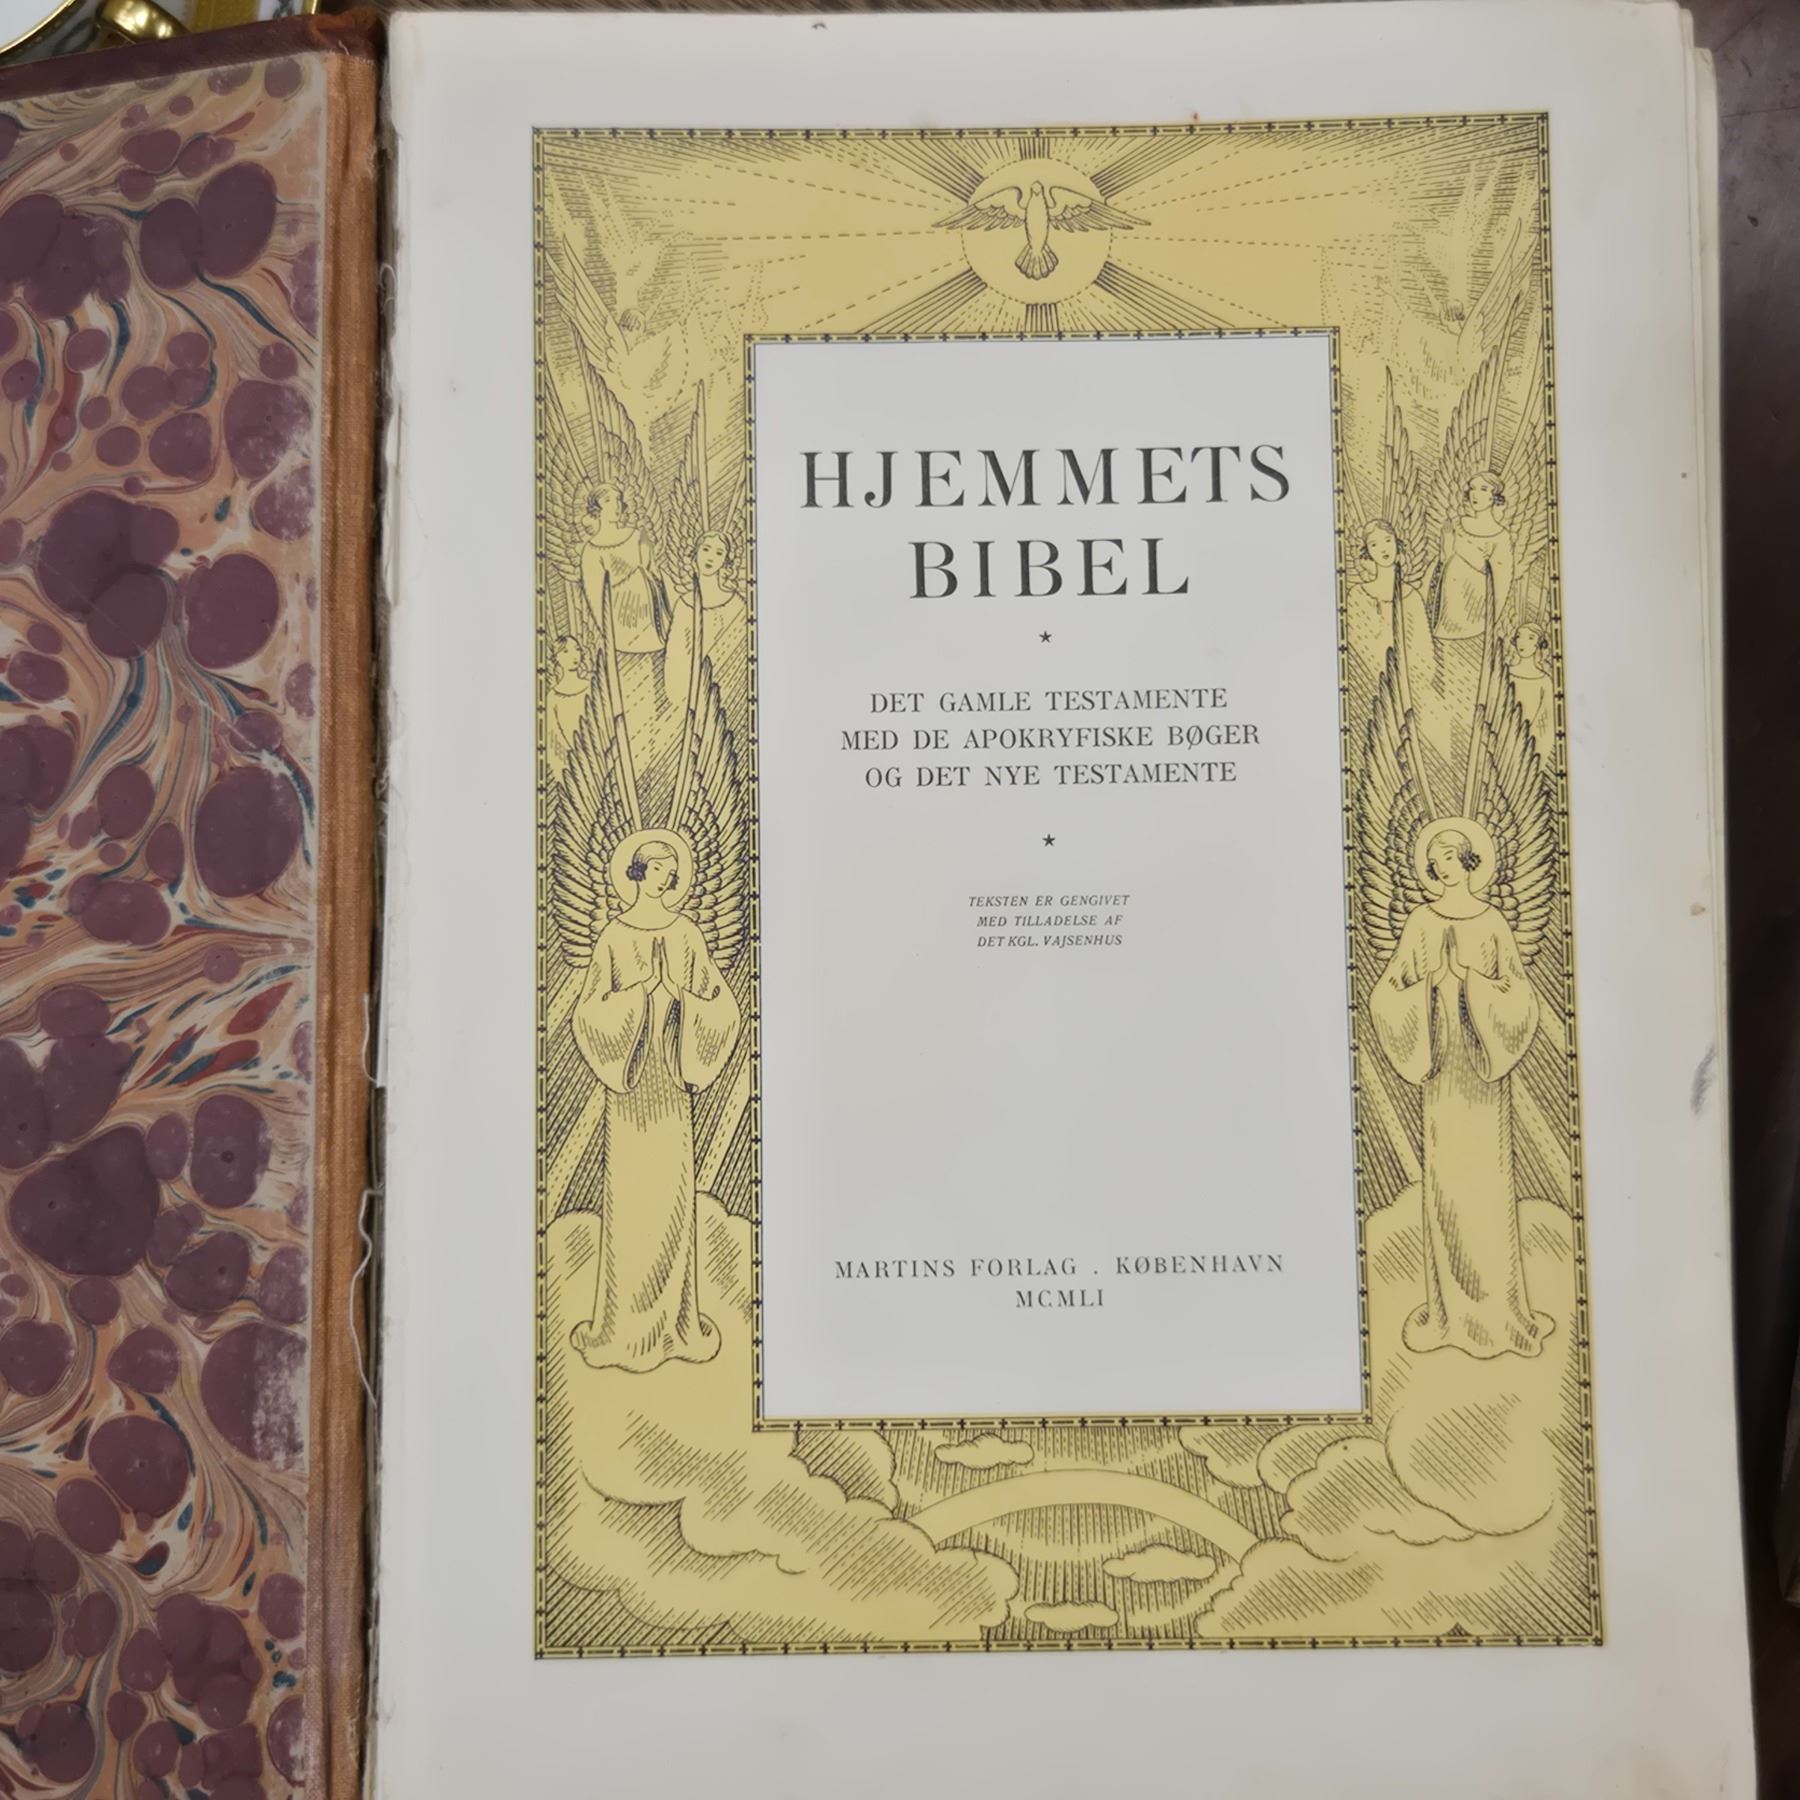 HJEMMETS
BIBEL
★
DET GAMLE TESTAMENTE
MED DE APOKRYFISKE BØGER
OG DET NYE TESTAMENTE
★
TEKSTEN ER GENGIVET
MED TILLADELSE AF
DET KGL. VAJSENHUS
MARTINS FORLAG . KØBENHAVN
MCMLI